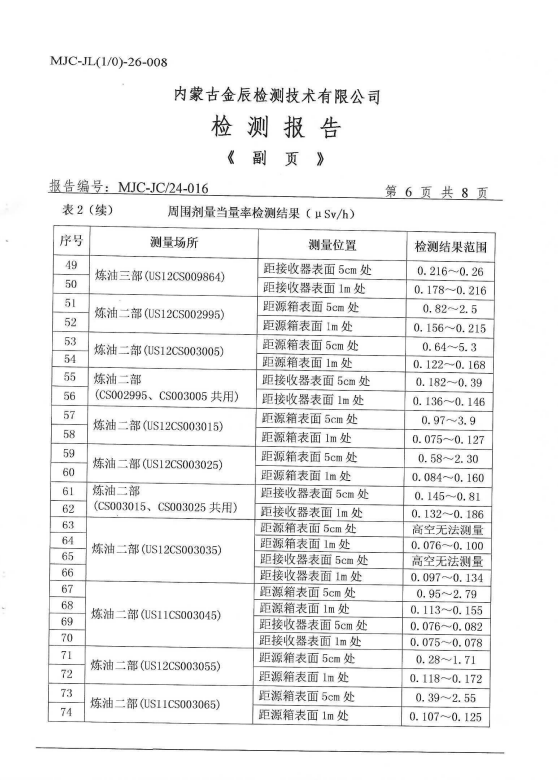 MJC-JL(1/0)-26-008
内蒙古金辰检测技术有限公司
检测报告
《副页》
报告编号：MJC-JC/24-016 第 6 页 共 8 页
表2（续） 周围剂量当量率检测结果（μSv/h）
序号 测量场所 测量位置 检测结果范围
49 炼油三部(US12CS009864) 距接收器表面 5cm 处 0.216～0.26
50 距接收器表面 1m 处 0.178～0.216
51 炼油二部(US12CS002995) 距源箱表面 5cm 处 0.82～2.5
52 距源箱表面 1m 处 0.156～0.215
53 炼油二部(US12CS003005) 距源箱表面 5cm 处 0.64～5.3
54 距源箱表面 1m 处 0.122～0.168
55 炼油二部 距接收器表面 5cm 处 0.182～0.39
56 (CS002995、CS003005 共用) 距接收器表面 1m 处 0.136～0.146
57 炼油二部(US12CS003015) 距源箱表面 5cm 处 0.97～3.9
58 距源箱表面 1m 处 0.075～0.127
59 炼油二部(US12CS003025) 距源箱表面 5cm 处 0.58～2.30
60 距源箱表面 1m 处 0.084～0.160
61 炼油二部 距接收器表面 5cm 处 0.145～0.81
62 (CS003015、CS003025 共用) 距接收器表面 1m 处 0.132～0.186
63 炼油二部(US12CS003035) 距源箱表面 5cm 处 高空无法测量
64 距源箱表面 1m 处 0.076～0.100
65 距接收器表面 5cm 处 高空无法测量
66 距接收器表面 1m 处 0.097～0.134
67 炼油二部(US11CS003045) 距源箱表面 5cm 处 0.95～2.79
68 距源箱表面 1m 处 0.113～0.155
69 距接收器表面 5cm 处 0.076～0.082
70 距接收器表面 1m 处 0.075～0.078
71 炼油二部(US12CS003055) 距源箱表面 5cm 处 0.28～1.71
72 距源箱表面 1m 处 0.118～0.172
73 炼油二部(US11CS003065) 距源箱表面 5cm 处 0.39～2.55
74 距源箱表面 1m 处 0.107～0.125